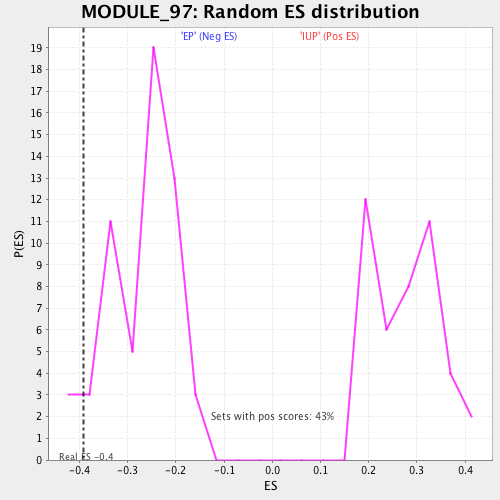 MODULE_97: Random ES distribution
'EP' (Neg ES) 'IUP' (Pos ES)
19
18
17
16
15
14
13
12
11
10
9
8
7
6
5
4
3
2
1
0
P(ES)
Sets with pos scores: 43%
Real ES -0.4
-0.4 -0.3 -0.2 -0.1 0.0 0.1 0.2 0.3 0.4
ES